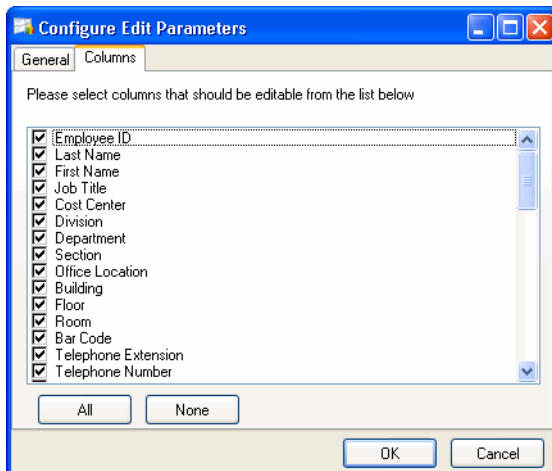 Configure Edit Parameters
General Columns
Please select columns that should be editable from the list below
Employee ID
Last Name
First Name
Job Title
Cost Center
Division
Department
Section
Office Location
Building
Floor
Room
Bar Code
Telephone Extension
Telephone Number
All None
OK Cancel